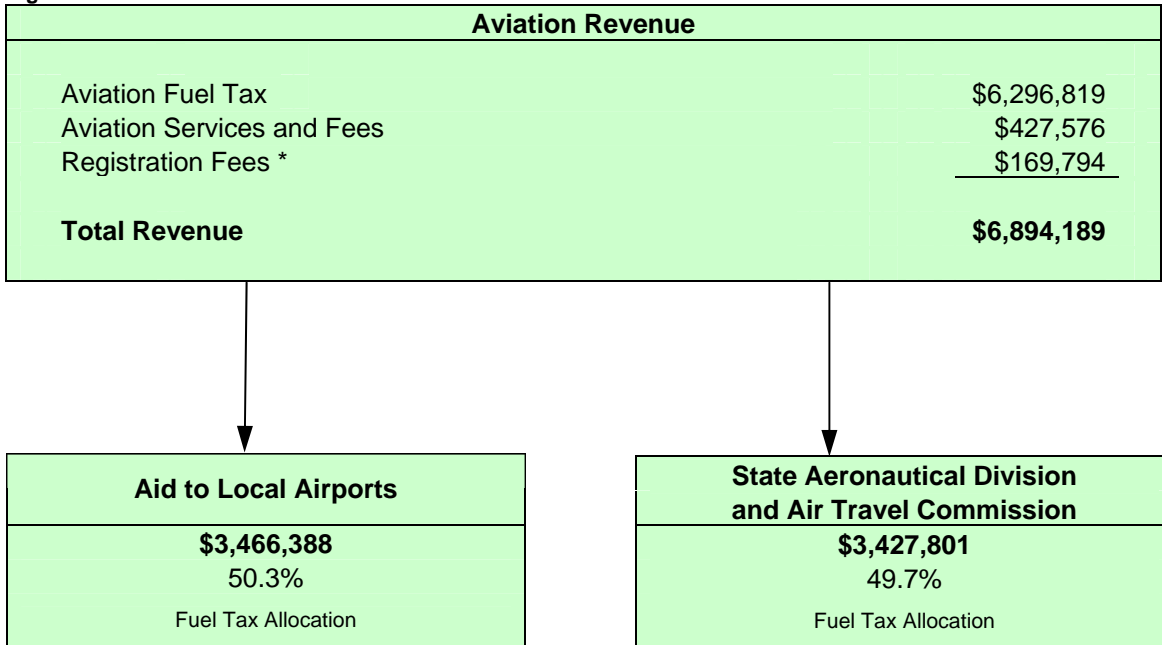 Aviation Revenue
Aviation Fuel Tax $6,296,819
Aviation Services and Fees $427,576
Registration Fees * $169,794
Total Revenue $6,894,189
Aid to Local Airports
$3,466,388
50.3%
Fuel Tax Allocation
State Aeronautical Division
and Air Travel Commission
$3,427,801
49.7%
Fuel Tax Allocation